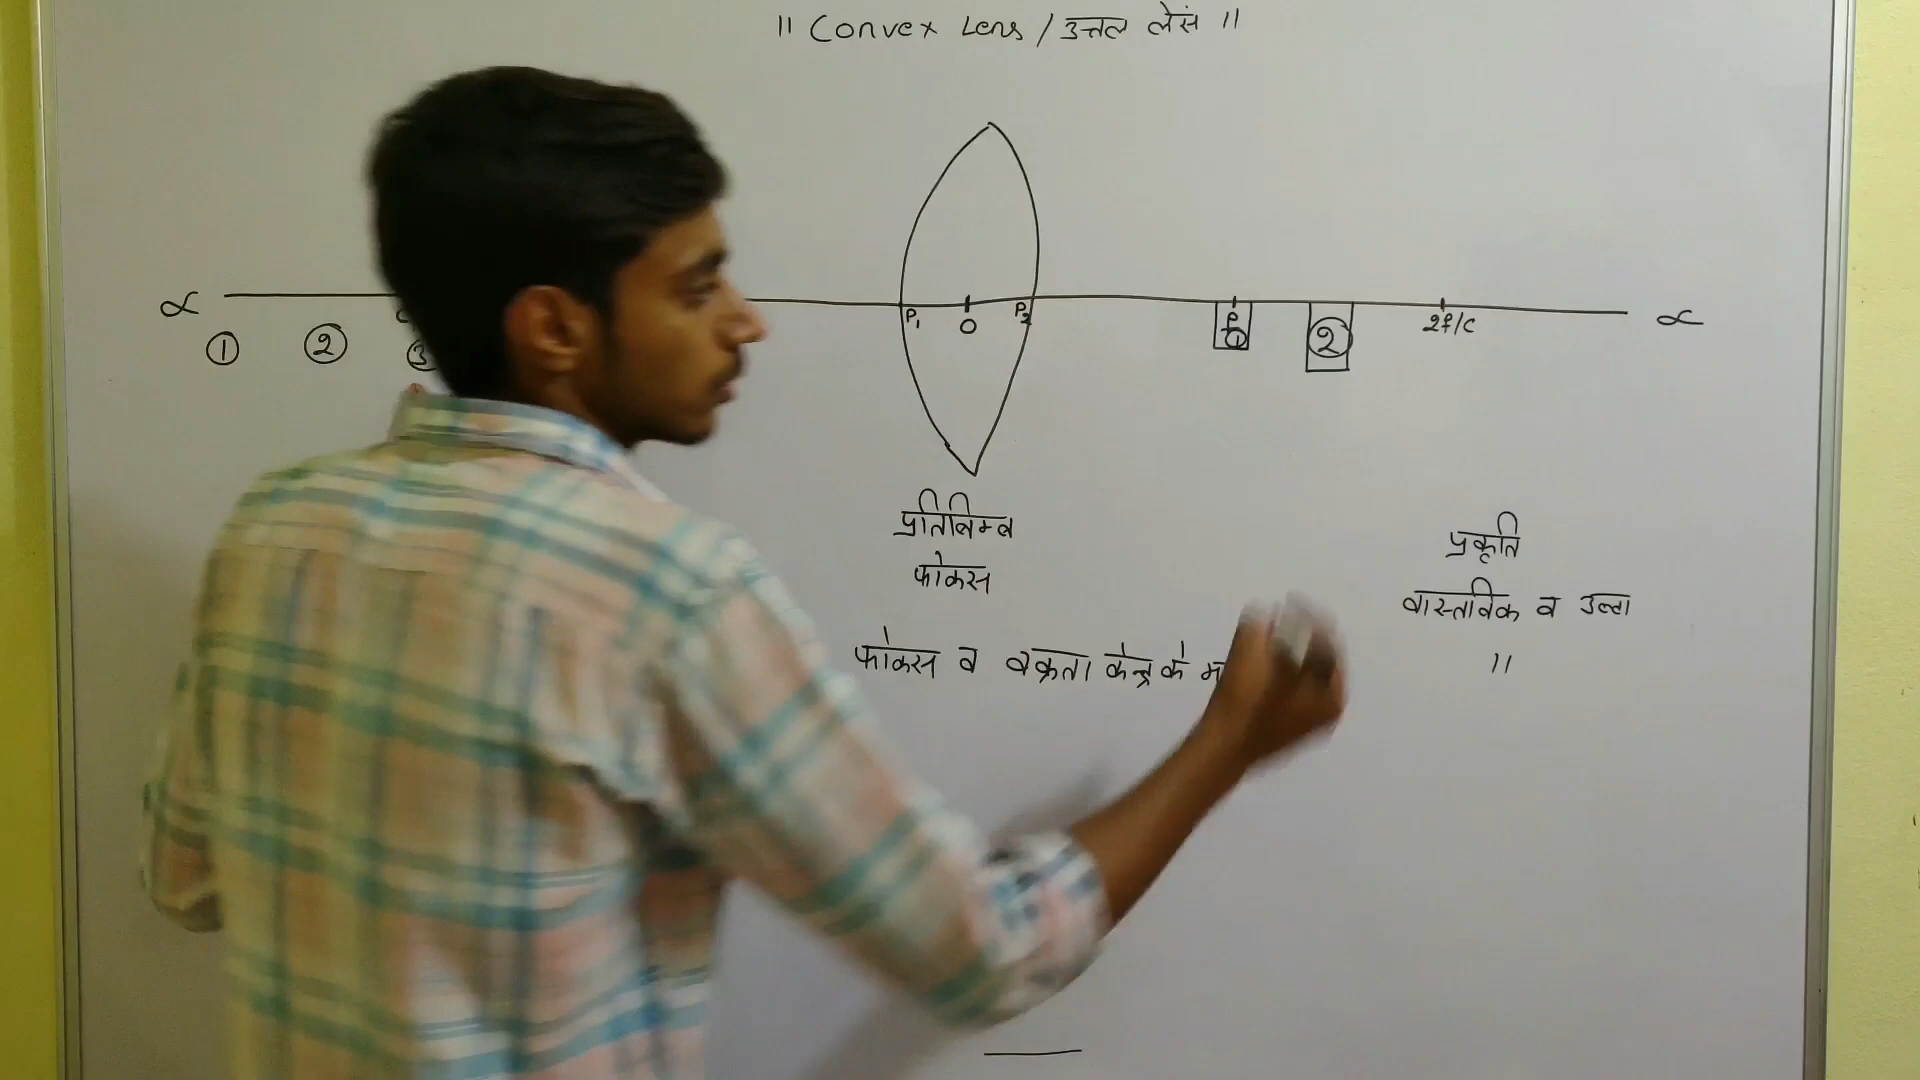 || Convex Lens / उत्तल लेंस ||
∝ P₁ O P₂ f 2f/C ∝
① ② ③ ① ②
प्रतिबिम्ब प्रकृति
फोकस वास्तविक व उल्टा
फोकस व वक्रता केन्द्र के "